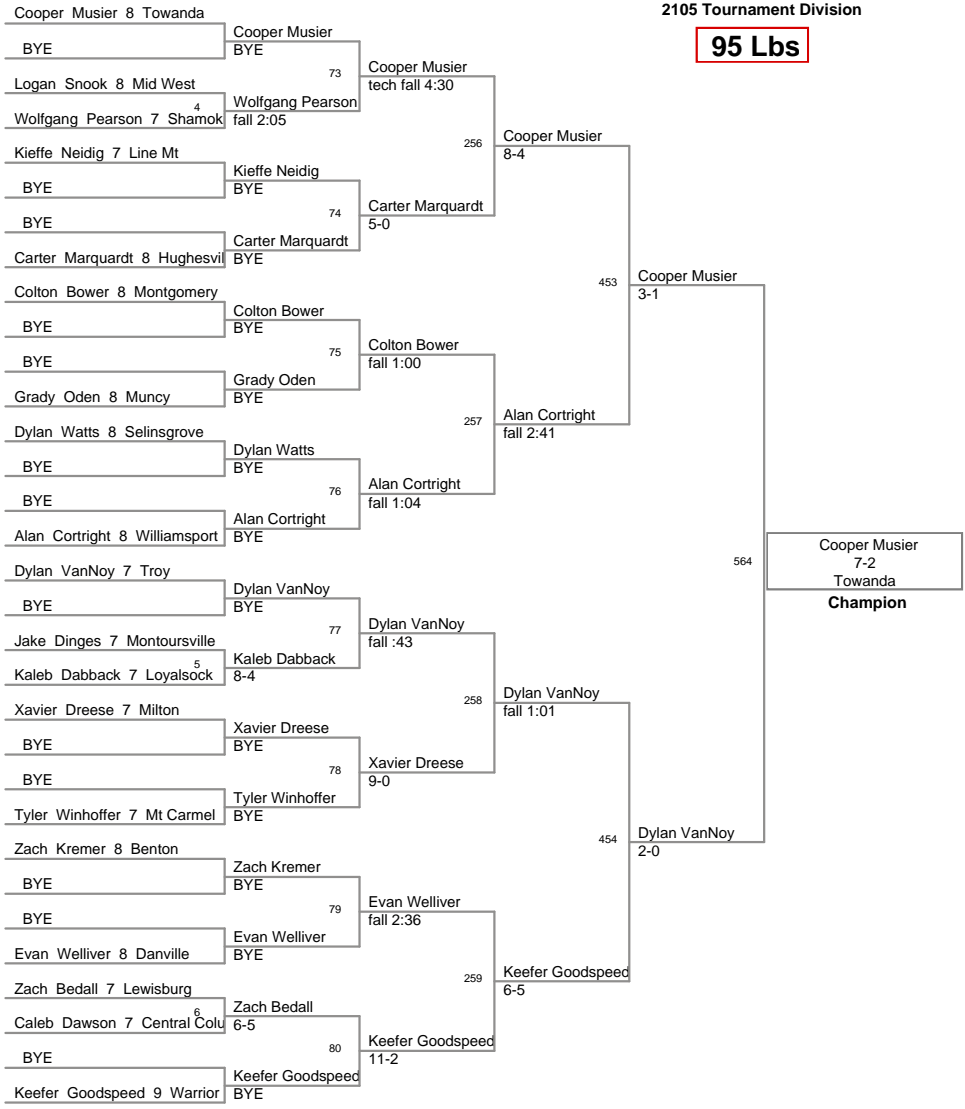 2105 Tournament Division
95 Lbs
Cooper Musier 8 Towanda
BYE
Logan Snook 8 Mid West
4
Wolfgang Pearson 7 Shamok
Kieffe Neidig 7 Line Mt
BYE
BYE
Carter Marquardt 8 Hughesvil
Colton Bower 8 Montgomery
BYE
BYE
Grady Oden 8 Muncy
Dylan Watts 8 Selinsgrove
BYE
BYE
Alan Cortright 8 Williamsport
Dylan VanNoy 7 Troy
BYE
Jake Dinges 7 Montoursville
5
Kaleb Dabback 7 Loyalsock
Xavier Dreese 7 Milton
BYE
BYE
Tyler Winhoffer 7 Mt Carmel
Zach Kremer 8 Benton
BYE
BYE
Evan Welliver 8 Danville
Zach Bedall 7 Lewisburg
6
Caleb Dawson 7 Central Colu
BYE
Keefer Goodspeed 9 Warrior
Cooper Musier
BYE
73
Wolfgang Pearson
fall 2:05
Kieffe Neidig
BYE
74
Carter Marquardt
BYE
Colton Bower
BYE
75
Grady Oden
BYE
Dylan Watts
BYE
76
Alan Cortright
BYE
Dylan VanNoy
BYE
77
Kaleb Dabback
8-4
Xavier Dreese
BYE
78
Tyler Winhoffer
BYE
Zach Kremer
BYE
79
Evan Welliver
BYE
Zach Bedall
6-5
80
Keefer Goodspeed
BYE
Cooper Musier
tech fall 4:30
256
Carter Marquardt
5-0
Colton Bower
fall 1:00
257
Alan Cortright
fall 1:04
Dylan VanNoy
fall :43
258
Xavier Dreese
9-0
Evan Welliver
fall 2:36
259
Keefer Goodspeed
11-2
Cooper Musier
8-4
453
Alan Cortright
fall 2:41
Dylan VanNoy
fall 1:01
454
Keefer Goodspeed
6-5
Cooper Musier
3-1
564
Dylan VanNoy
2-0
Cooper Musier
7-2
Towanda
Champion